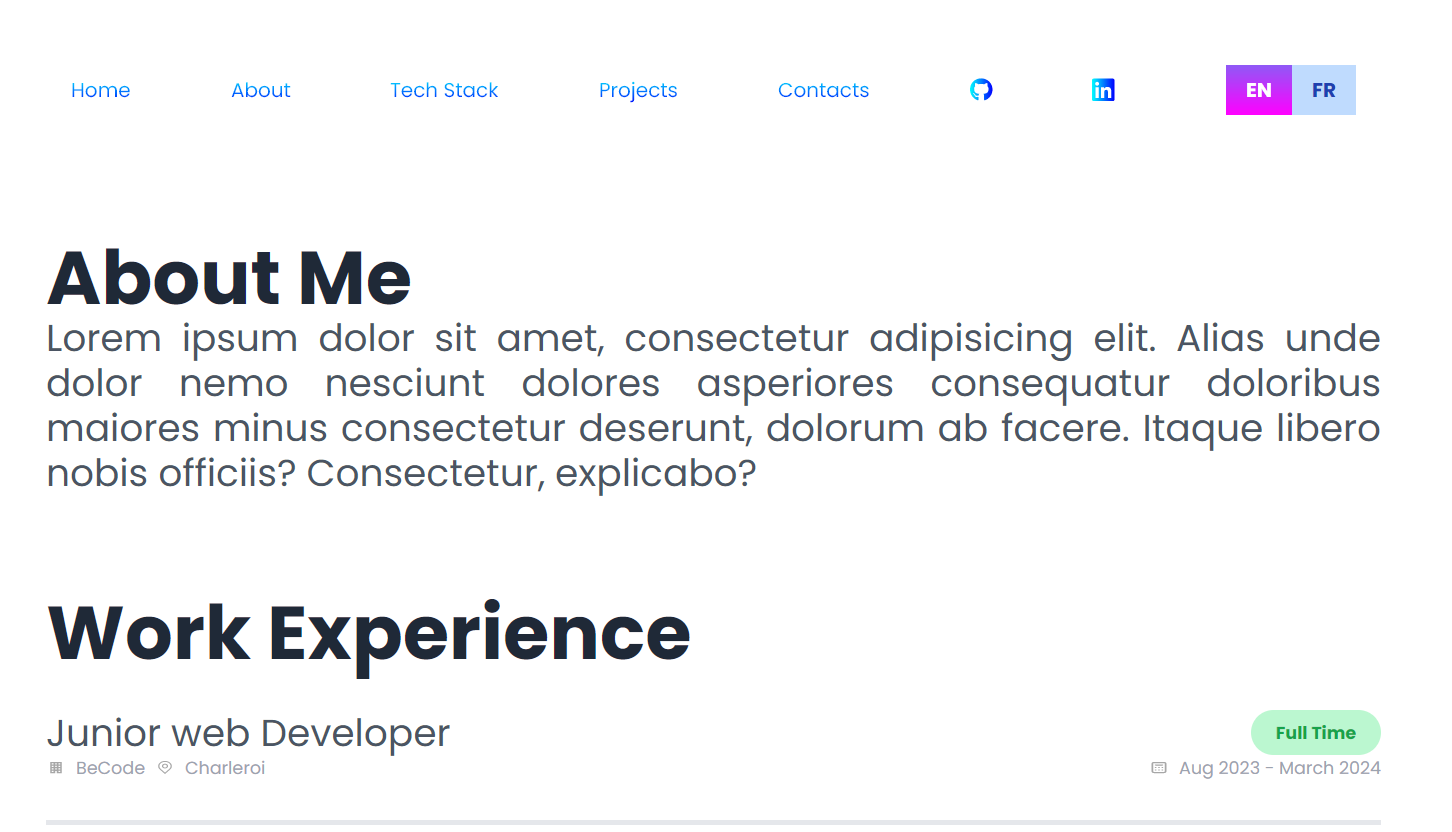 Home About Tech Stack Projects Contacts in EN FR
About Me
Lorem ipsum dolor sit amet, consectetur adipisicing elit. Alias unde
dolor nemo nesciunt dolores asperiores consequatur doloribus
maiores minus consectetur deserunt, dolorum ab facere. Itaque libero
nobis officiis? Consectetur, explicabo?
Work Experience
Junior web Developer Full Time
BeCode Charleroi Aug 2023 - March 2024